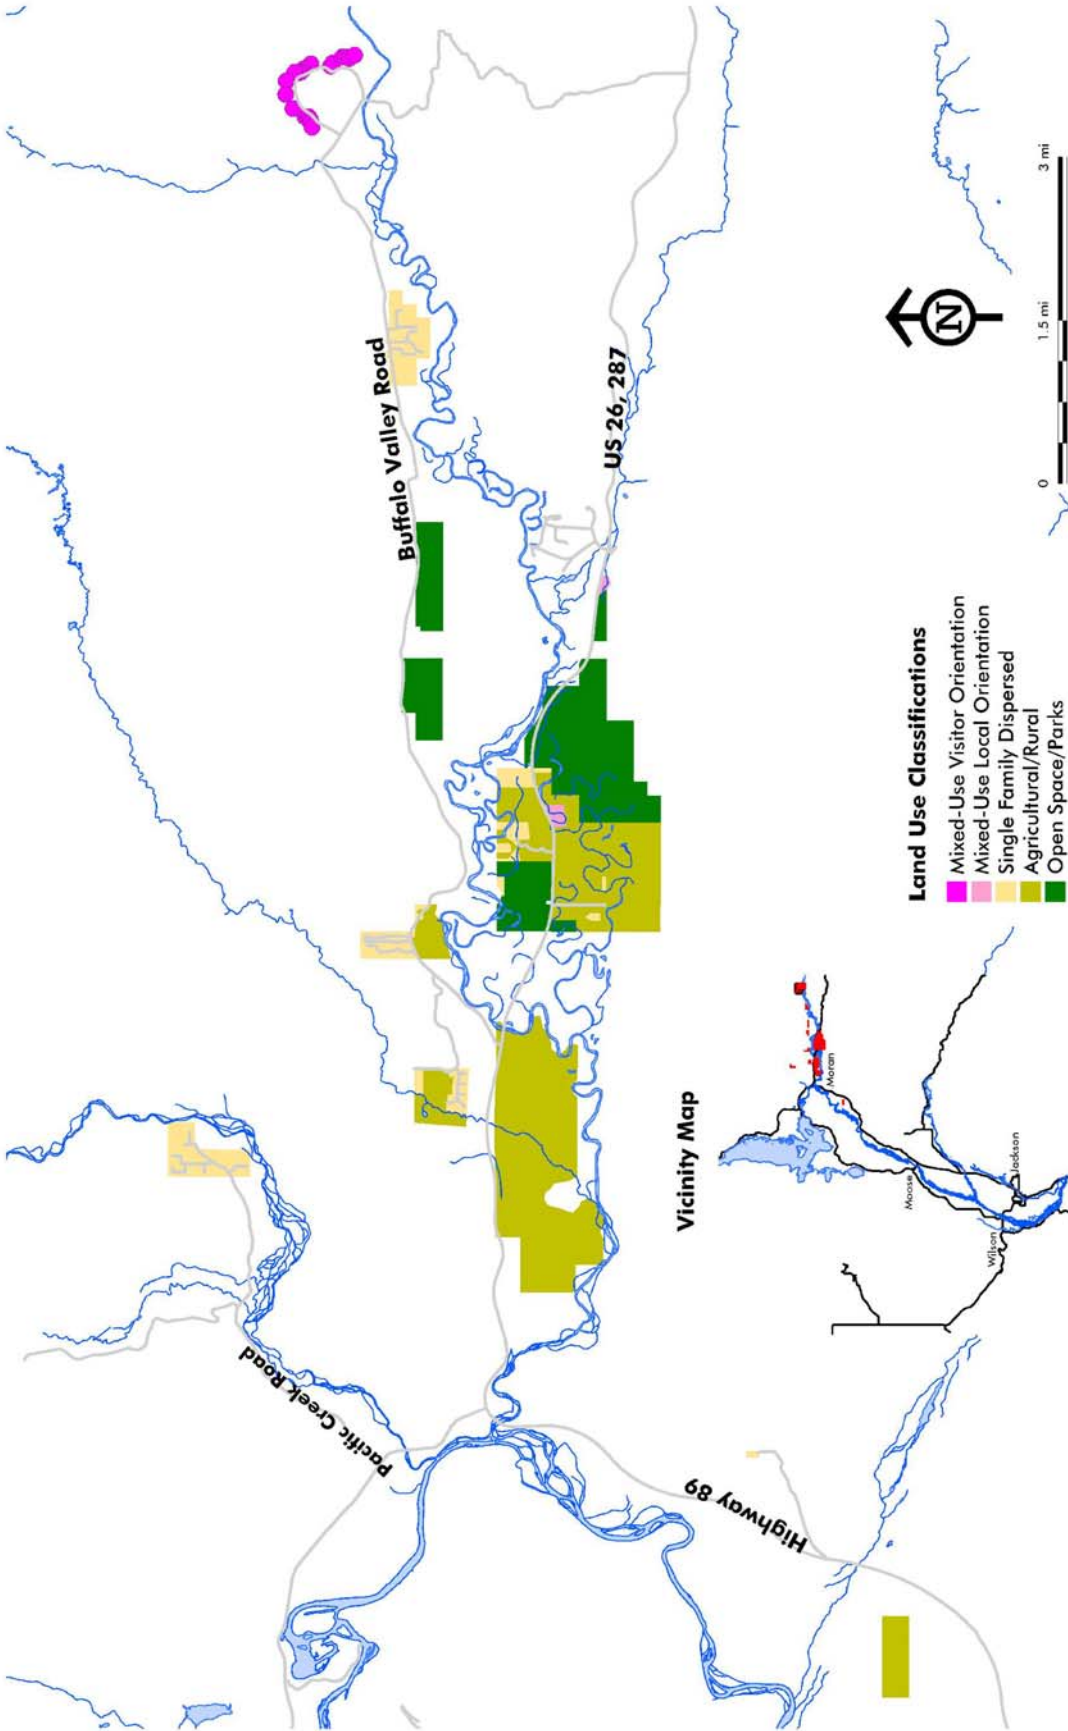 Buffalo Valley Road
US 26, 287
Pacific Creek Road
Highway 89
N
0
1.5 mi
3 mi
Vicinity Map
Moran
Moose
Wilson
Jackson
Land Use Classifications
Mixed-Use Visitor Orientation
Mixed-Use Local Orientation
Single Family Dispersed
Agricultural/Rural
Open Space/Parks